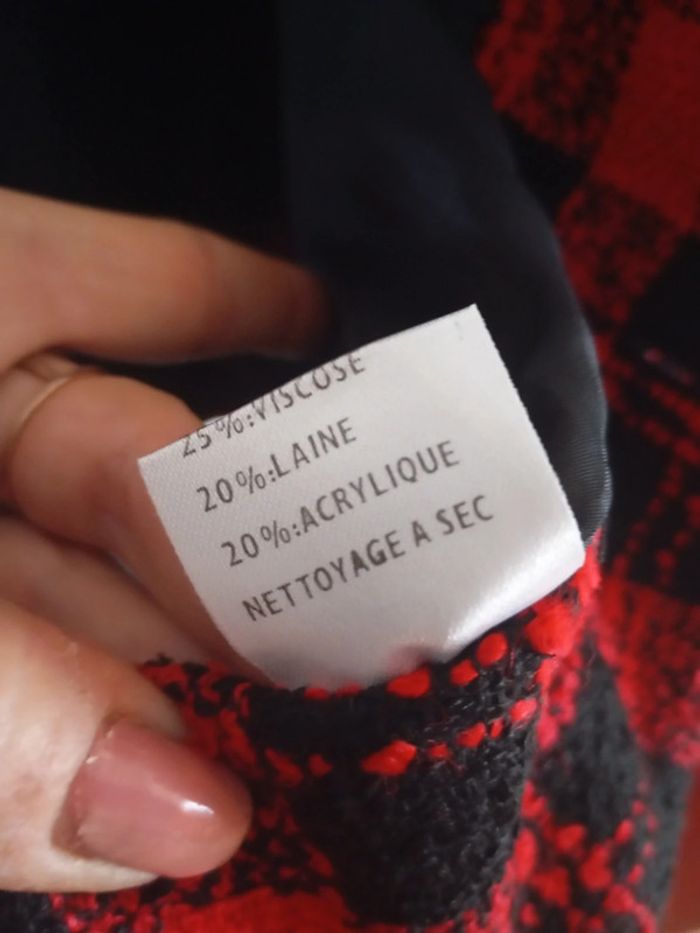 25%:VISCOSE
20%:LAINE
20%:ACRYLIQUE
NETTOYAGE A SEC